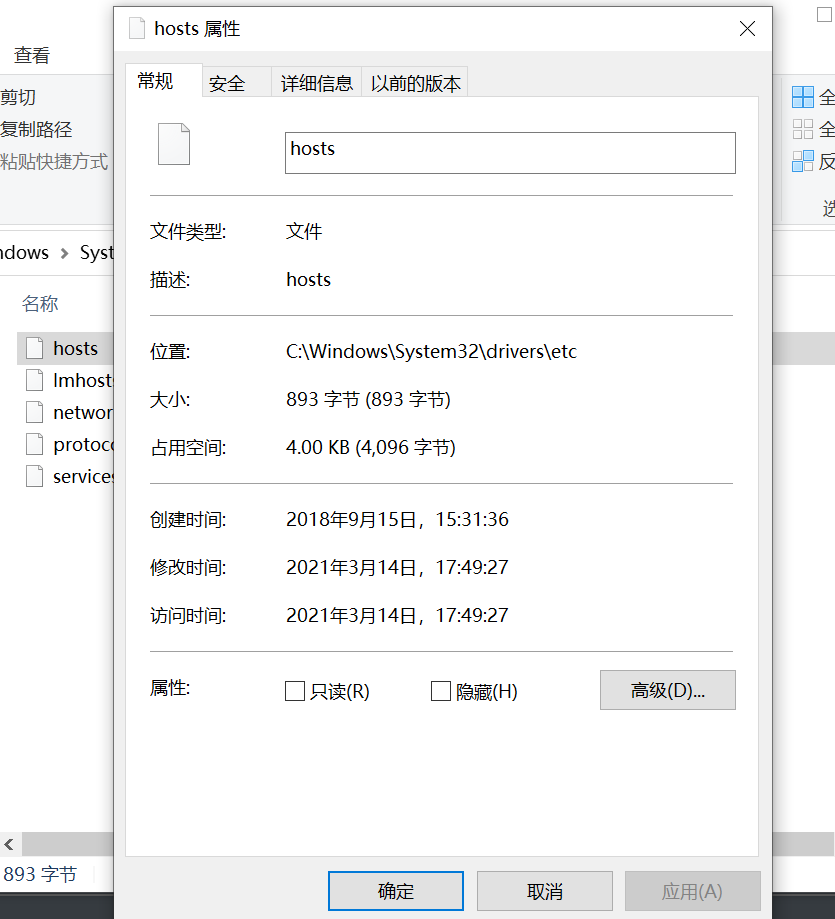 hosts 属性
查看
常规
安全
详细信息
以前的版本
剪切
复制路径
粘贴快捷方式
全
全
反
选
hosts
文件类型:
文件
描述:
hosts
位置:
C:\Windows\System32\drivers\etc
大小:
893 字节 (893 字节)
占用空间:
4.00 KB (4,096 字节)
创建时间:
2018年9月15日，15:31:36
修改时间:
2021年3月14日，17:49:27
访问时间:
2021年3月14日，17:49:27
属性:
只读(R)
隐藏(H)
高级(D)...
确定
取消
应用(A)
ndows
Syst
名称
hosts
lmhosts
networ
protoco
services
893 字节